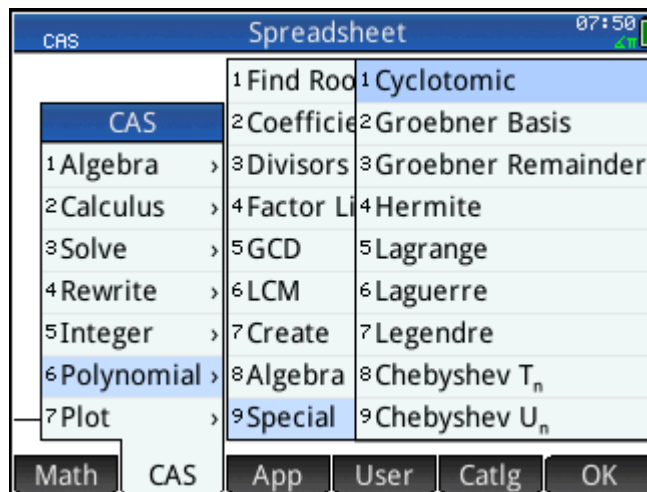 CAS Spreadsheet 07:50
∡π
CAS
1 Algebra ›
2 Calculus ›
3 Solve ›
4 Rewrite ›
5 Integer ›
6 Polynomial ›
7 Plot ›
1 Find Roo
2 Coefficie
3 Divisors
4 Factor Li
5 GCD
6 LCM
7 Create
8 Algebra
9 Special
1 Cyclotomic
2 Groebner Basis
3 Groebner Remainder
4 Hermite
5 Lagrange
6 Laguerre
7 Legendre
8 Chebyshev Tₙ
9 Chebyshev Uₙ
Math CAS App User Catlg OK